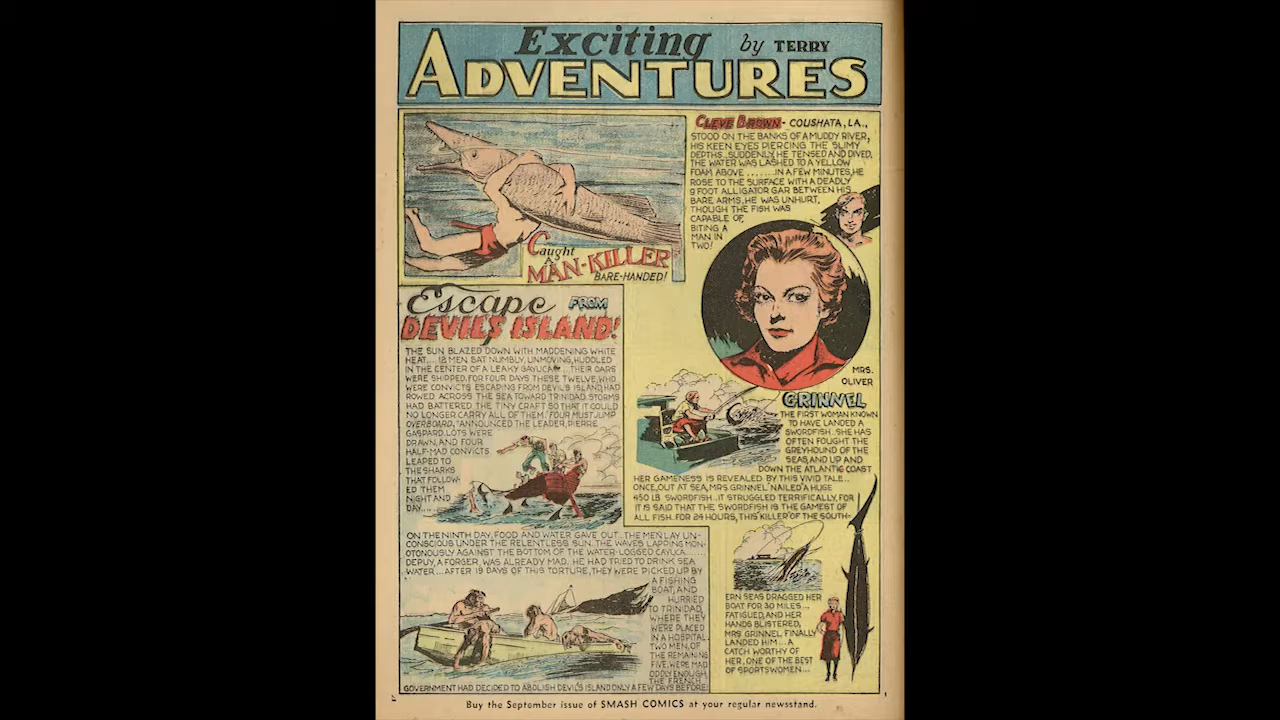 Exciting by TERRY
ADVENTURES
Caught
A
MAN-KILLER
BARE-HANDED!
CLEVE BROWN - COUSHATA, LA.,
STOOD ON THE BANKS OF A MUDDY RIVER,
HIS KEEN EYES PIERCING THE SLIMY
DEPTHS...SUDDENLY, HE TENSED AND DIVED,
THE WATER WAS LASHED TO A YELLOW
FOAM ABOVE.......IN A FEW MINUTES, HE
ROSE TO THE SURFACE WITH A DEADLY
9 FOOT ALLIGATOR GAR BETWEEN HIS
BARE ARMS. HE WAS UNHURT,
THOUGH THE FISH WAS
CAPABLE OF
BITING A
MAN IN
TWO!
Escape FROM
DEVIL'S ISLAND!
THE SUN BLAZED DOWN WITH MADDENING WHITE
HEAT.... 12 MEN SAT NUMBLY, UNMOVING, HUDDLED
IN THE CENTER OF A LEAKY CAYUCA....THEIR OARS
WERE SHIPPED. FOR FOUR DAYS THESE TWELVE, WHO
WERE CONVICTS ESCAPING FROM DEVIL'S ISLAND, HAD
ROWED ACROSS THE SEA TOWARD TRINIDAD. STORMS
HAD BATTERED THE TINY CRAFT SO THAT IT COULD
NO LONGER CARRY ALL OF THEM. "FOUR MUST JUMP
OVERBOARD," ANNOUNCED THE LEADER, PIERRE
GASPARD. LOTS WERE
DRAWN, AND FOUR
HALF-MAD CONVICTS
LEAPED TO
THE SHARKS
THAT FOLLOW-
ED THEM
NIGHT AND
DAY....
ON THE NINTH DAY, FOOD AND WATER GAVE OUT...THE MEN LAY UN-
CONSCIOUS UNDER THE RELENTLESS SUN...THE WAVES LAPPING MON-
OTONOUSLY AGAINST THE BOTTOM OF THE WATER-LOGGED CAYUCA......
DEPUY, A FORGER, WAS ALREADY MAD. HE HAD TRIED TO DRINK SEA
WATER...AFTER 19 DAYS OF THIS TORTURE, THEY WERE PICKED UP BY
A FISHING
BOAT, AND
HURRIED
TO TRINIDAD,
WHERE THEY
WERE PLACED
IN A HOSPITAL.
TWO MEN, OF
THE REMAINING
FIVE, WERE MAD
ODDLY ENOUGH,
THE FRENCH
GOVERNMENT HAD DECIDED TO ABOLISH DEVIL'S ISLAND ONLY A FEW DAYS BEFORE!
MRS.
OLIVER
GRINNEL
THE FIRST WOMAN KNOWN
TO HAVE LANDED A
SWORDFISH...SHE HAS
OFTEN FOUGHT THE
GREYHOUND OF THE
SEAS, AND UP AND
DOWN THE ATLANTIC COAST
HER GAMENESS IS REVEALED BY THIS VIVID TALE...
ONCE, OUT AT SEA, MRS GRINNEL NAILED A HUGE
450 LB SWORDFISH...IT STRUGGLED TERRIFICALLY, FOR
IT IS SAID THAT THE SWORDFISH IS THE GAMEST OF
ALL FISH. FOR 24 HOURS, THIS KILLER OF THE SOUTH-
ERN SEAS DRAGGED HER
BOAT FOR 30 MILES...
FATIGUED, AND HER
HANDS BLISTERED,
MRS GRINNEL FINALLY
LANDED HIM...A
CATCH WORTHY OF
HER, ONE OF THE BEST
OF SPORTSWOMEN...
Buy the September issue of SMASH COMICS at your regular newsstand.